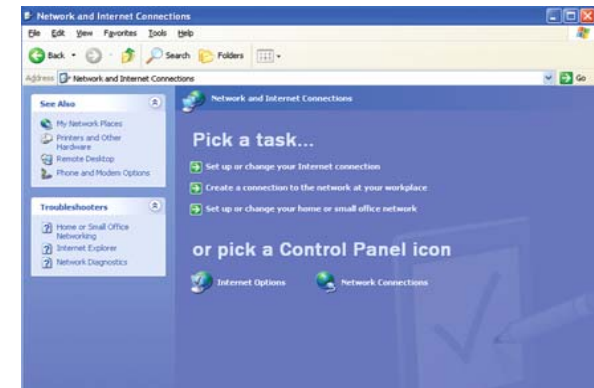 Network and Internet Connections
File Edit View Favorites Tools Help
Back Search Folders
Address Network and Internet Connections Go
See Also
My Network Places
Printers and Other
Hardware
Remote Desktop
Phone and Modem Options
Troubleshooters
Home or Small Office
Networking
Internet Explorer
Network Diagnostics
Network and Internet Connections
Pick a task...
Set up or change your Internet connection
Create a connection to the network at your workplace
Set up or change your home or small office network
or pick a Control Panel icon
Internet Options Network Connections